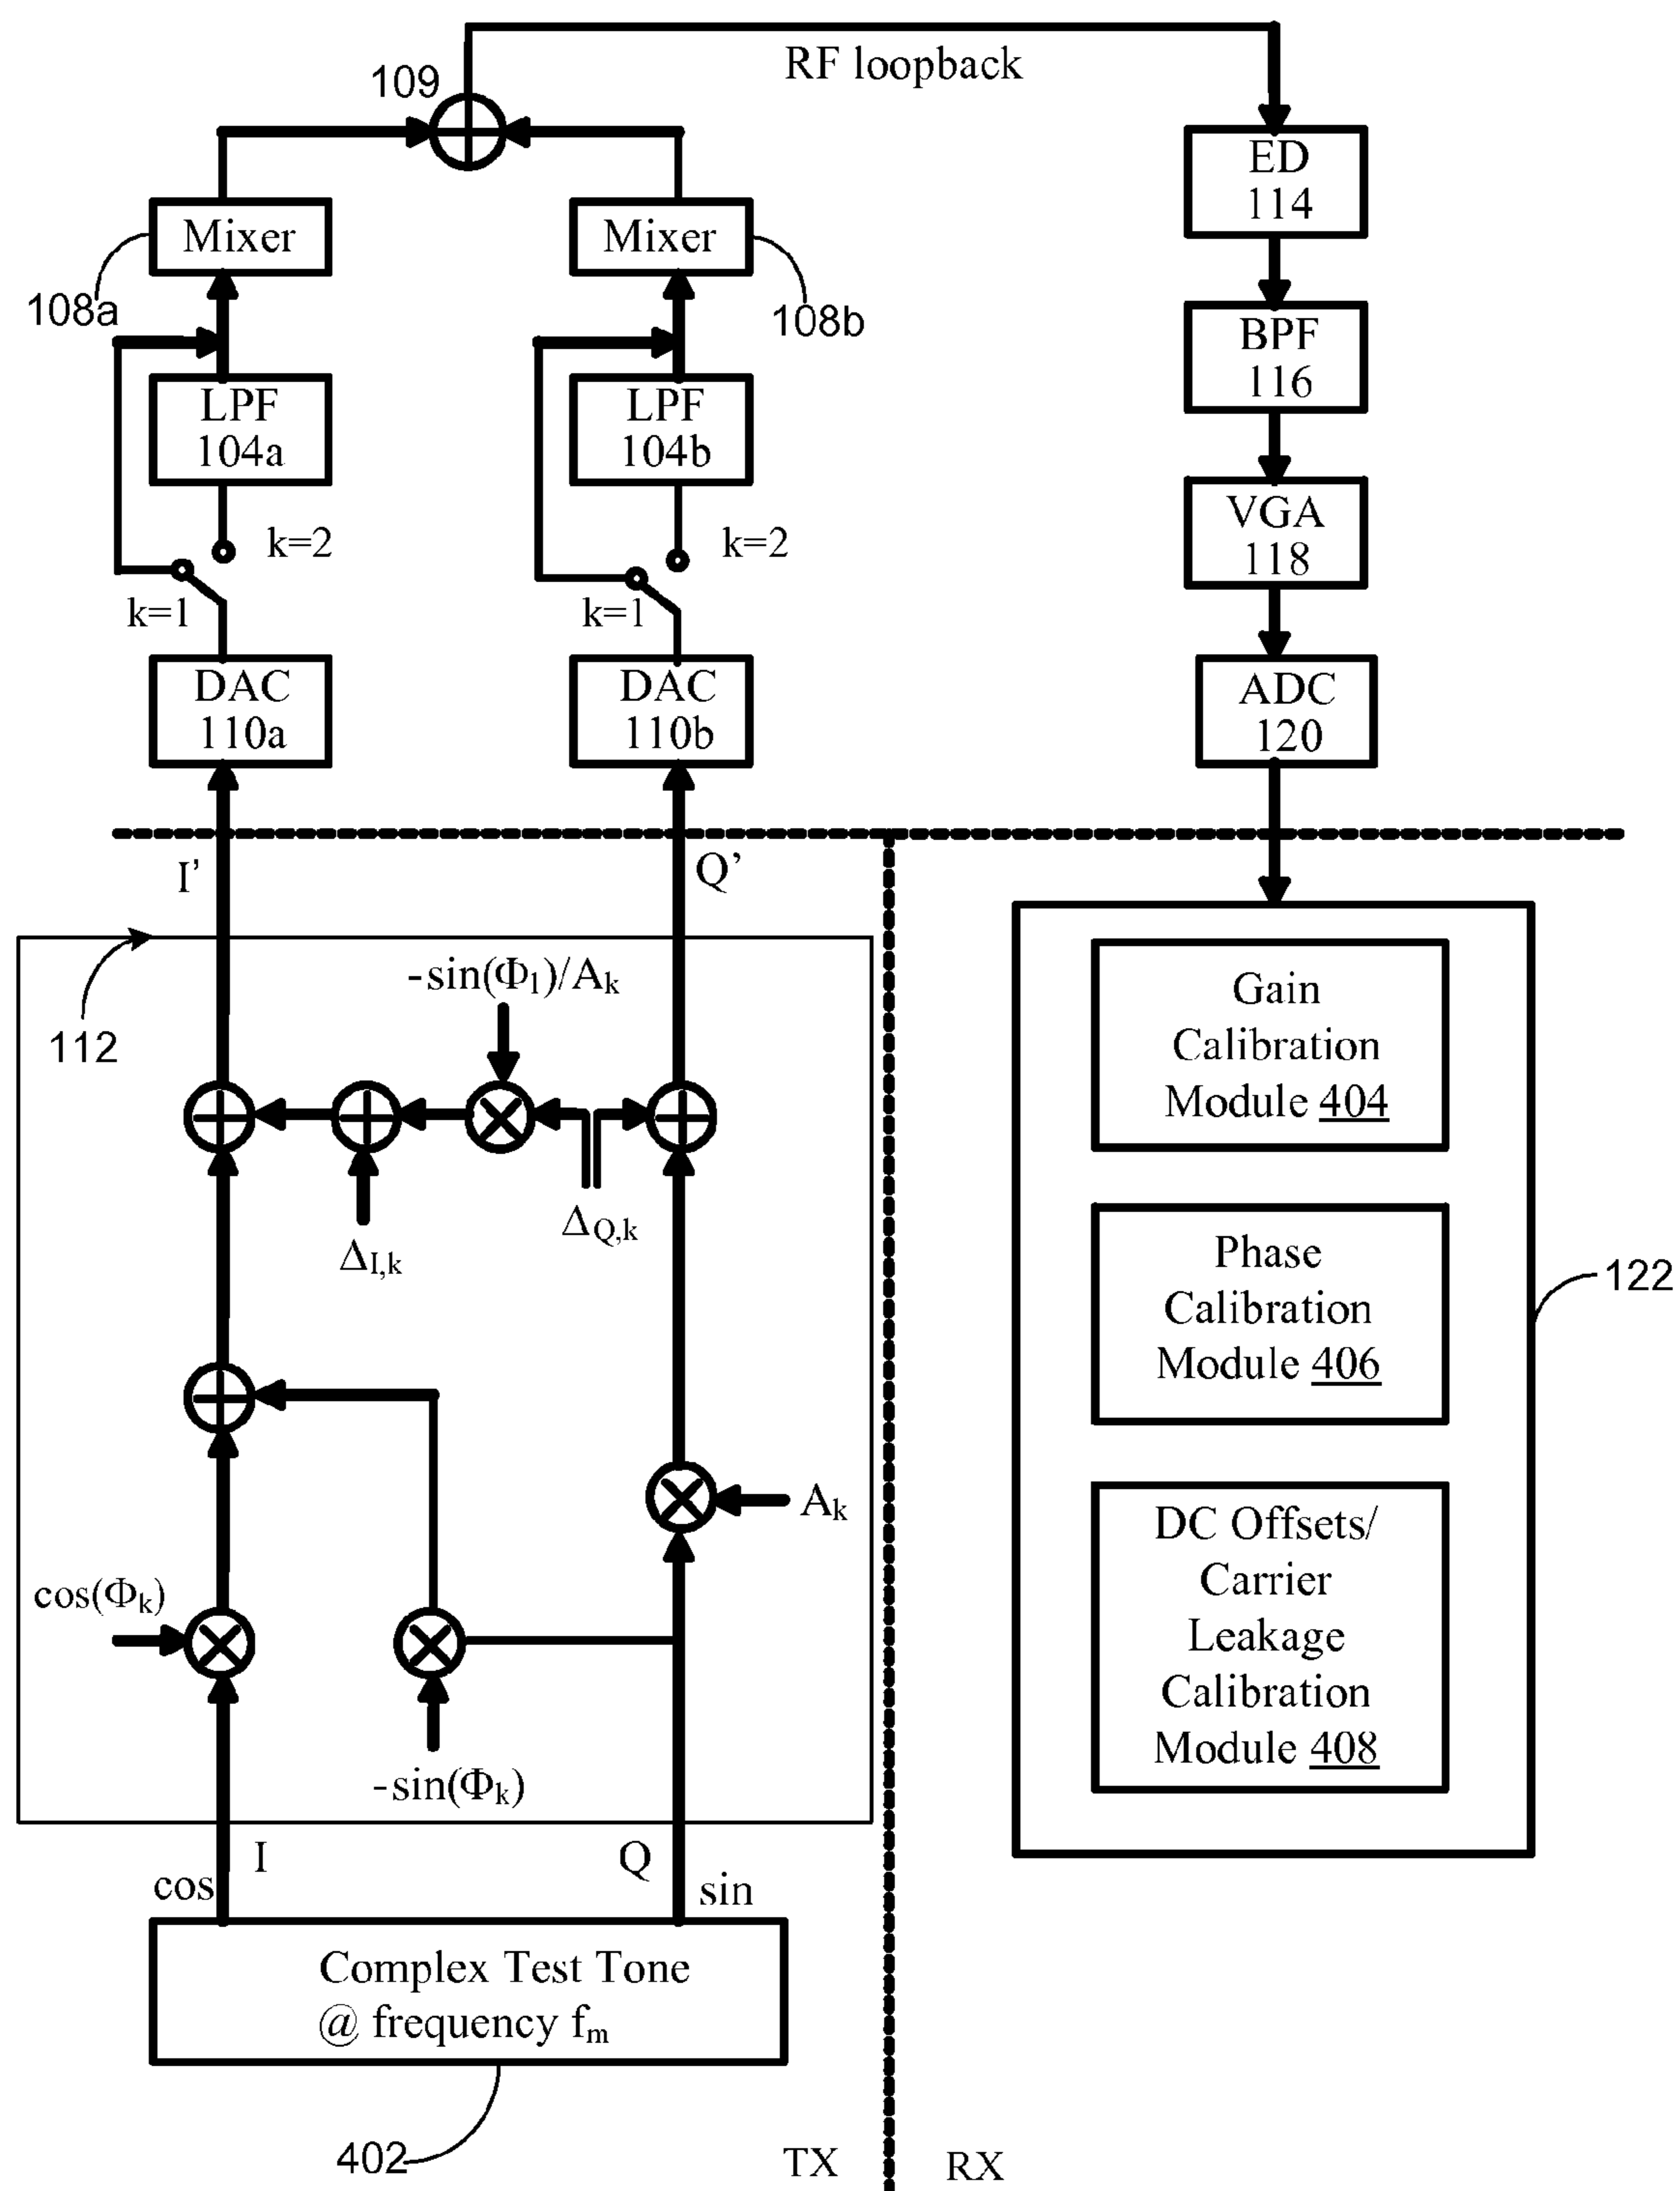 109
RF loopback
ED
114
Mixer
Mixer
108a
108b
BPF
116
LPF
104a
LPF
104b
k=2
k=2
VGA
118
k=1
k=1
DAC
110a
DAC
110b
ADC
120
I’
Q’
112
-sin(Φ₁)/Aₖ
Δ_Q,k
Δ_I,k
Gain
Calibration
Module 404
Phase
Calibration
Module 406
122
Aₖ
DC Offsets/
Carrier
Leakage
Calibration
Module 408
cos(Φₖ)
-sin(Φₖ)
I
Q
cos
sin
Complex Test Tone
@ frequency fₘ
402
TX
RX